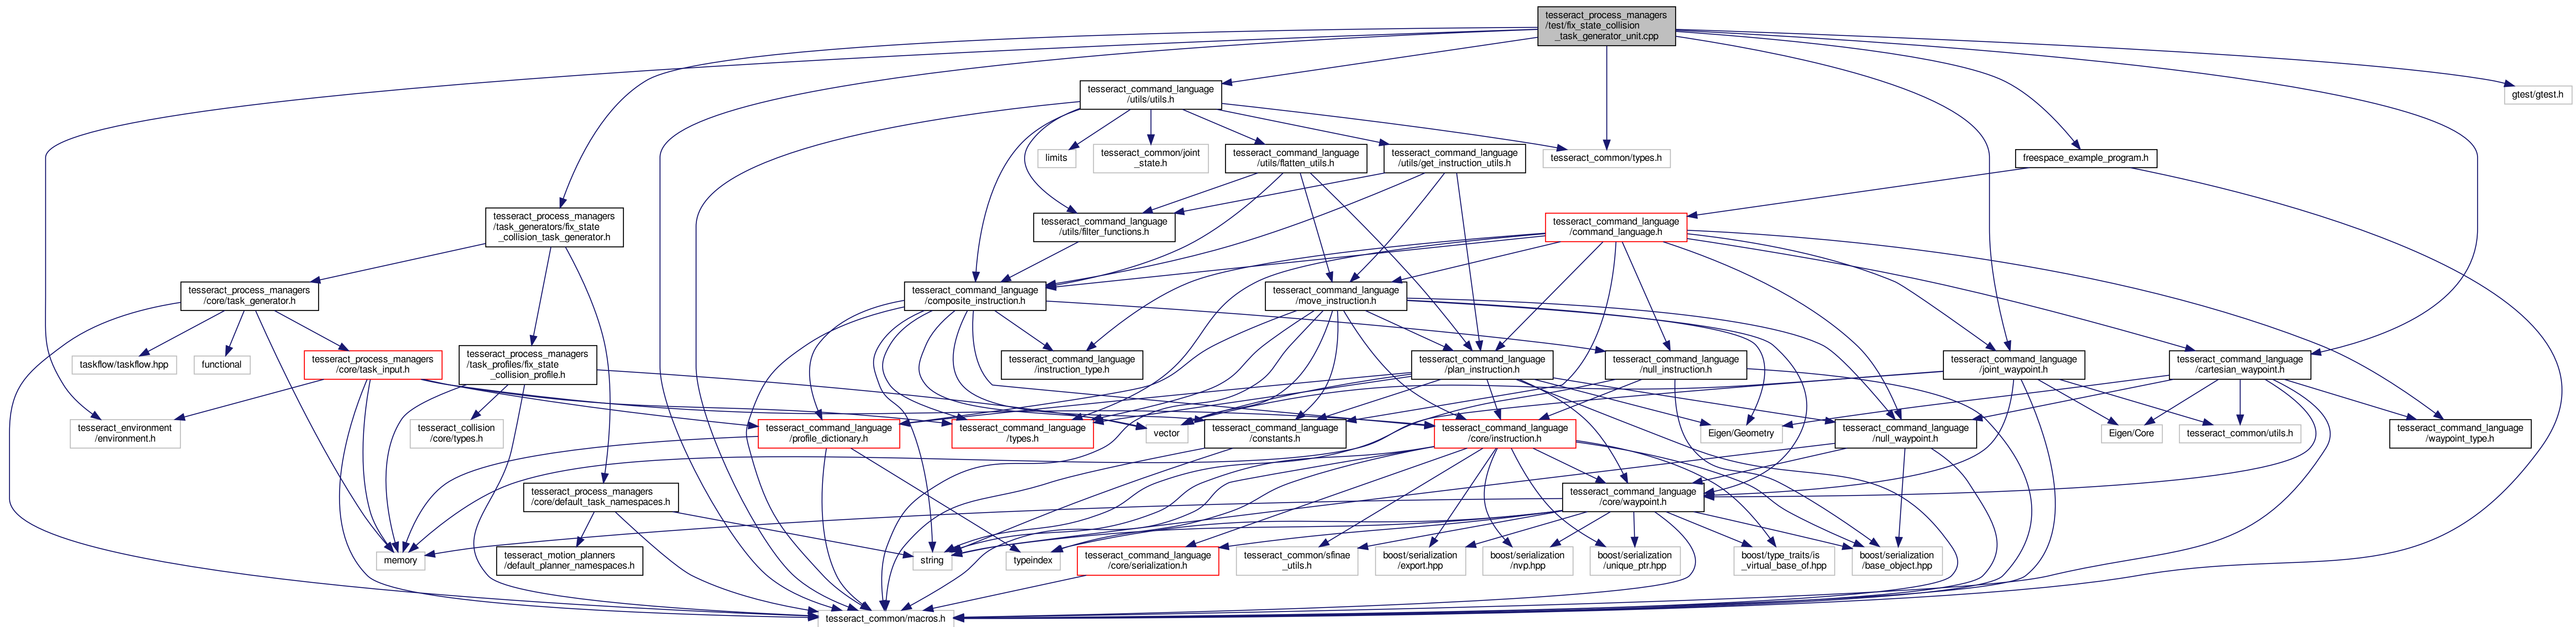 tesseract_process_managers
/test/fix_state_collision
_task_generator_unit.cpp
tesseract_command_language
/utils/utils.h
gtest/gtest.h
limits
tesseract_common/joint
_state.h
tesseract_command_language
/utils/flatten_utils.h
tesseract_command_language
/utils/get_instruction_utils.h
tesseract_common/types.h
freespace_example_program.h
tesseract_process_managers
/task_generators/fix_state
_collision_task_generator.h
tesseract_command_language
/utils/filter_functions.h
tesseract_command_language
/command_language.h
tesseract_process_managers
/core/task_generator.h
tesseract_command_language
/composite_instruction.h
tesseract_command_language
/move_instruction.h
taskflow/taskflow.hpp
functional
tesseract_process_managers
/core/task_input.h
tesseract_process_managers
/task_profiles/fix_state
_collision_profile.h
tesseract_command_language
/instruction_type.h
tesseract_command_language
/plan_instruction.h
tesseract_command_language
/null_instruction.h
tesseract_command_language
/joint_waypoint.h
tesseract_command_language
/cartesian_waypoint.h
tesseract_environment
/environment.h
tesseract_collision
/core/types.h
tesseract_command_language
/profile_dictionary.h
tesseract_command_language
/types.h
vector
tesseract_command_language
/constants.h
tesseract_command_language
/core/instruction.h
Eigen/Geometry
tesseract_command_language
/null_waypoint.h
Eigen/Core
tesseract_common/utils.h
tesseract_command_language
/waypoint_type.h
tesseract_process_managers
/core/default_task_namespaces.h
tesseract_command_language
/core/waypoint.h
memory
tesseract_motion_planners
/default_planner_namespaces.h
string
typeindex
tesseract_command_language
/core/serialization.h
tesseract_common/sfinae
_utils.h
boost/serialization
/export.hpp
boost/serialization
/nvp.hpp
boost/serialization
/unique_ptr.hpp
boost/type_traits/is
_virtual_base_of.hpp
boost/serialization
/base_object.hpp
tesseract_common/macros.h